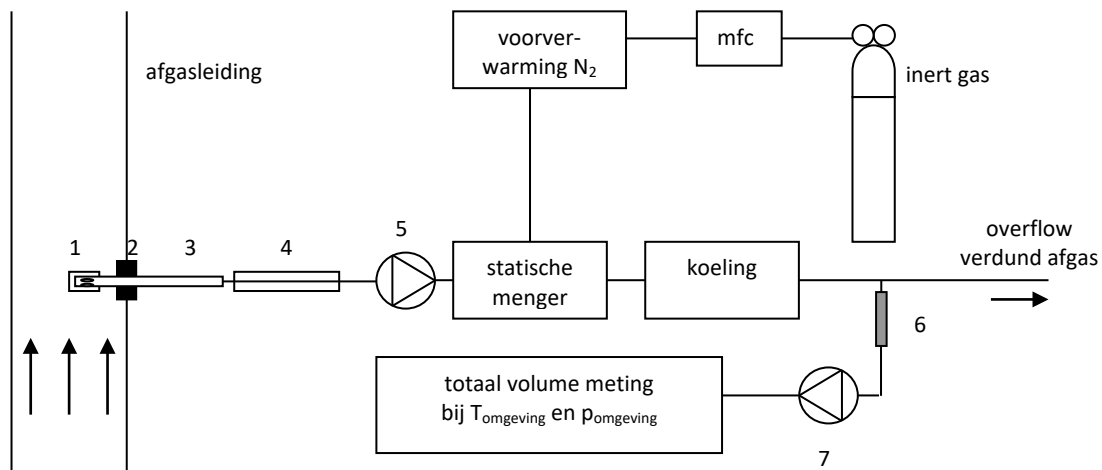 voorver-
warming N₂
mfc
inert gas
afgasleiding
1
2
3
4
5
statische
menger
koeling
overflow
verdund afgas
6
totaal volume meting
bij Tomgeving en pomgeving
7